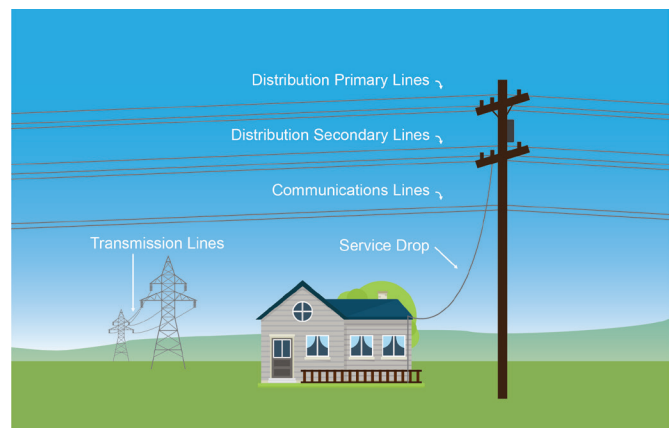 Distribution Primary Lines
Distribution Secondary Lines
Communications Lines
Transmission Lines
Service Drop